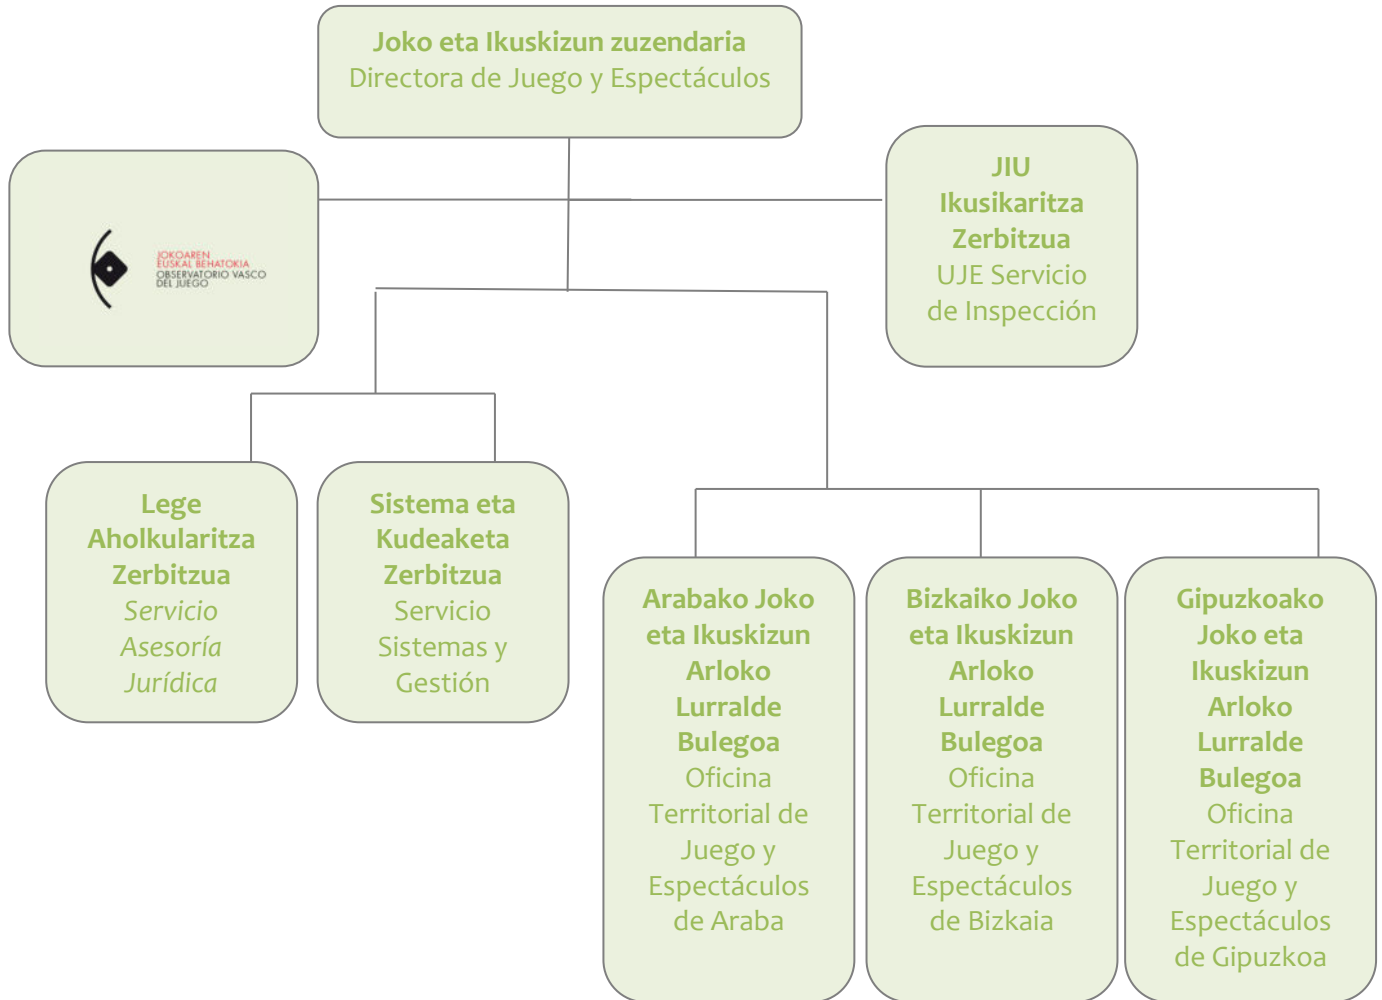 Joko eta Ikuskizun zuzendaria
Directora de Juego y Espectáculos
JOKOAREN
EUSKAL BEHATOKIA
OBSERVATORIO VASCO
DEL JUEGO
JIU
Ikusikaritza
Zerbitzua
UJE Servicio
de Inspección
Lege
Aholkularitza
Zerbitzua
Servicio
Asesoría
Jurídica
Sistema eta
Kudeaketa
Zerbitzua
Servicio
Sistemas y
Gestión
Arabako Joko
eta Ikuskizun
Arloko
Lurralde
Bulegoa
Oficina
Territorial de
Juego y
Espectáculos
de Araba
Bizkaiko Joko
eta Ikuskizun
Arloko
Lurralde
Bulegoa
Oficina
Territorial de
Juego y
Espectáculos
de Bizkaia
Gipuzkoako
Joko eta
Ikuskizun
Arloko
Lurralde
Bulegoa
Oficina
Territorial de
Juego y
Espectáculos
de Gipuzkoa